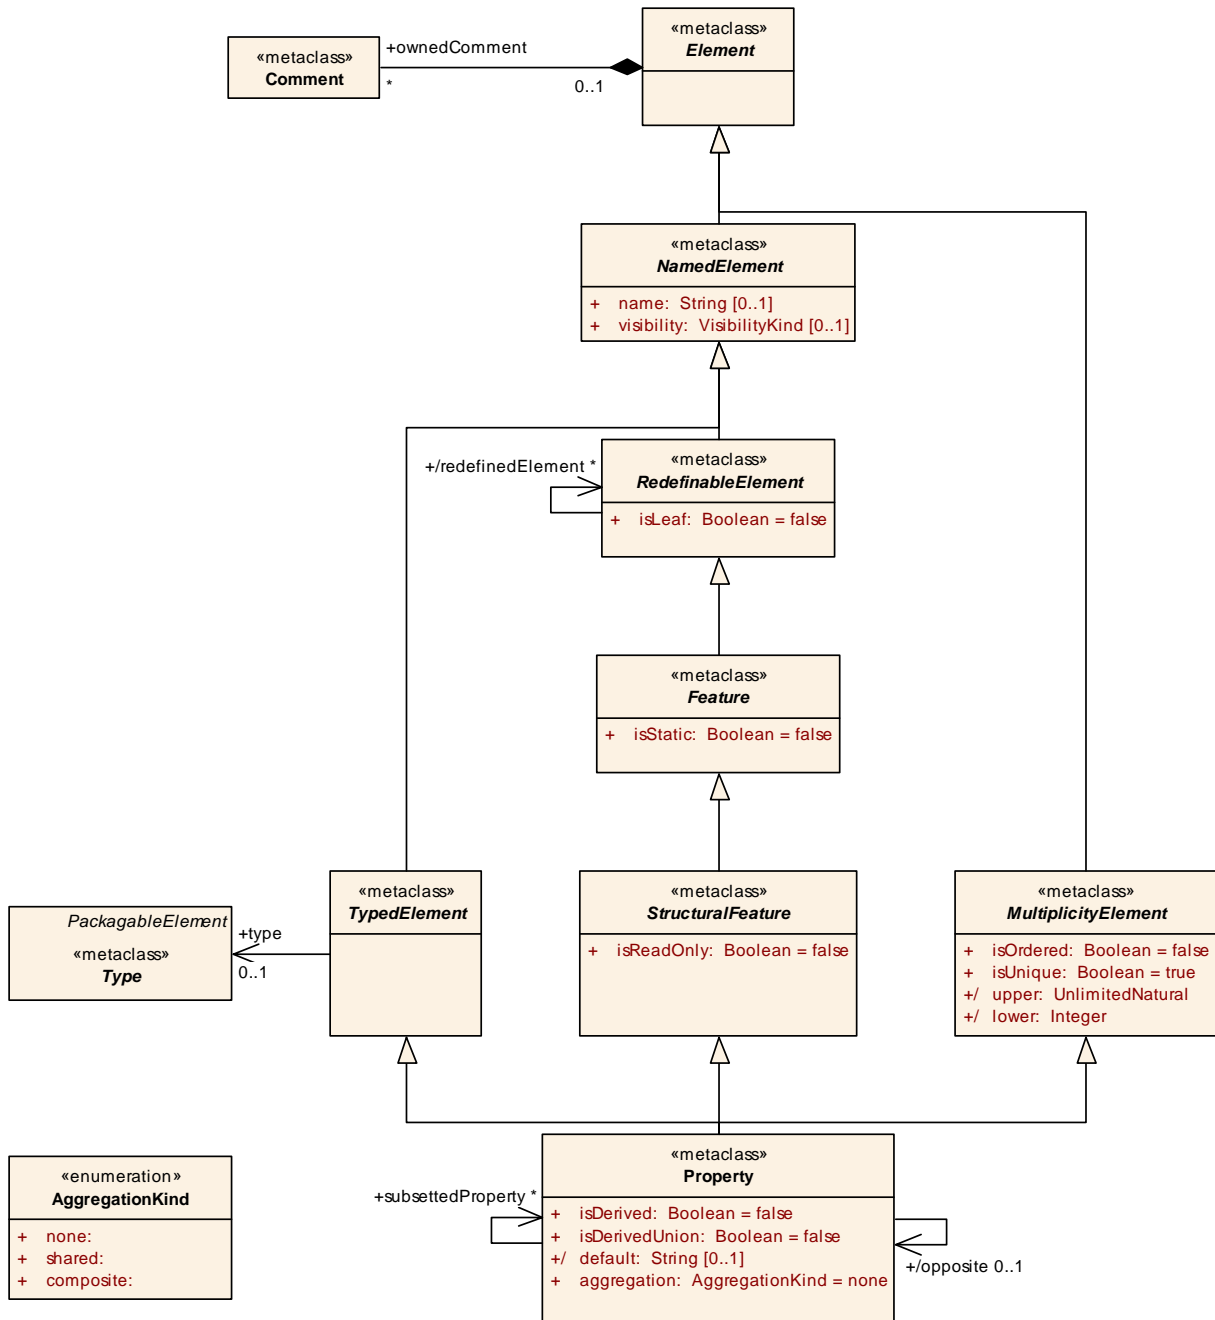 «metaclass»
Element
«metaclass»
Comment
+ownedComment
*
0..1
«metaclass»
NamedElement
+ name: String [0..1]
+ visibility: VisibilityKind [0..1]
+/redefinedElement *
«metaclass»
RedefinableElement
+ isLeaf: Boolean = false
«metaclass»
Feature
+ isStatic: Boolean = false
PackagableElement
«metaclass»
Type
+type
0..1
«metaclass»
TypedElement
«metaclass»
StructuralFeature
+ isReadOnly: Boolean = false
«metaclass»
MultiplicityElement
+ isOrdered: Boolean = false
+ isUnique: Boolean = true
+/ upper: UnlimitedNatural
+/ lower: Integer
«enumeration»
AggregationKind
+ none:
+ shared:
+ composite:
+subsettedProperty *
«metaclass»
Property
+ isDerived: Boolean = false
+ isDerivedUnion: Boolean = false
+/ default: String [0..1]
+ aggregation: AggregationKind = none
+/opposite 0..1